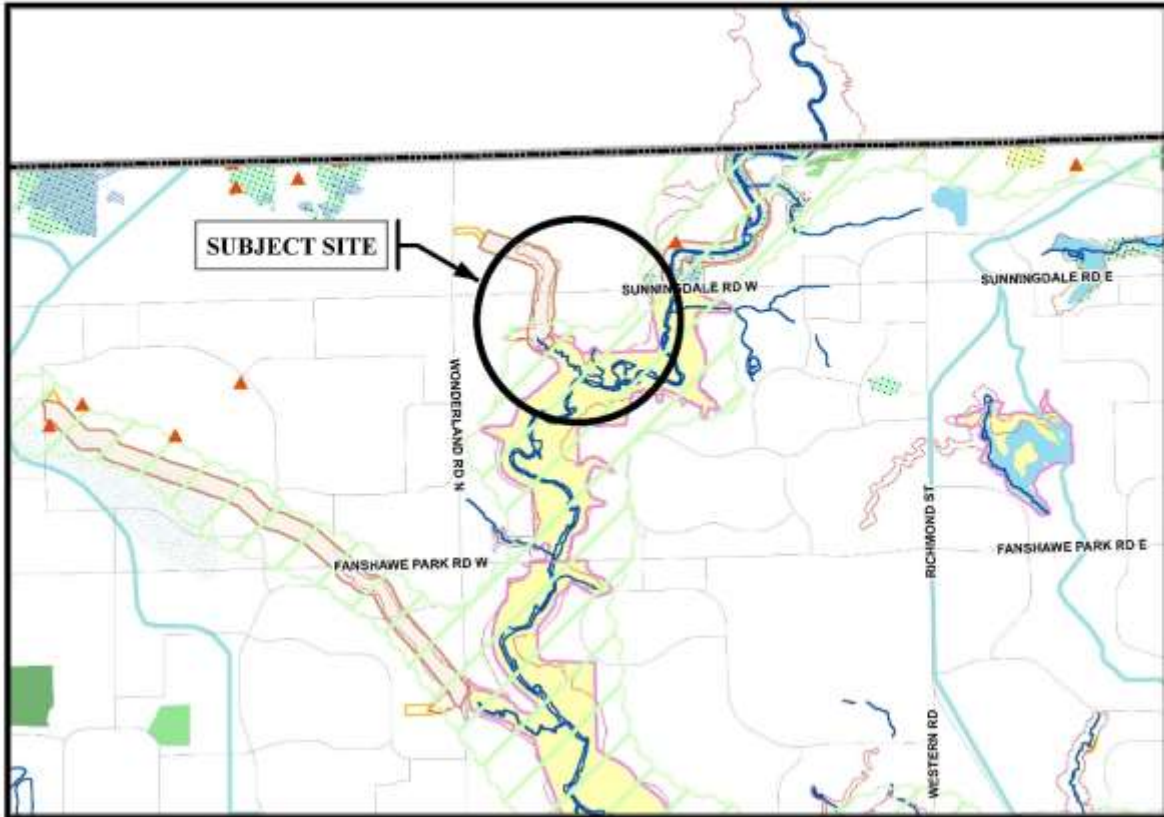 SUBJECT SITE
SUNNINGDALE RD W
SUNNINGDALE RD E
WONDERLAND RD N
RICHMOND ST
FANSHAWE PARK RD W
FANSHAWE PARK RD E
WESTERN RD